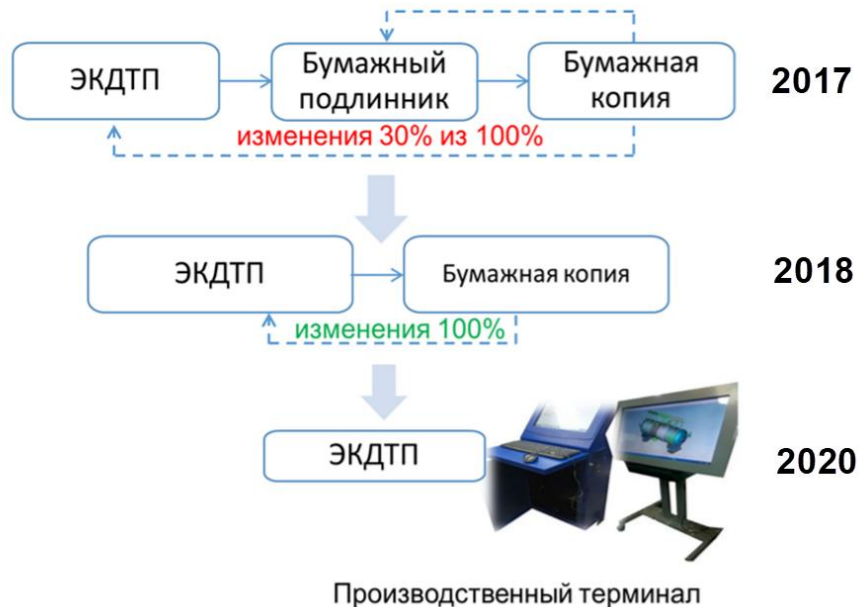 ЭКДТП
Бумажный
подлинник
Бумажная
копия
2017
изменения 30% из 100%
ЭКДТП
Бумажная копия
2018
изменения 100%
ЭКДТП
2020
Производственный терминал